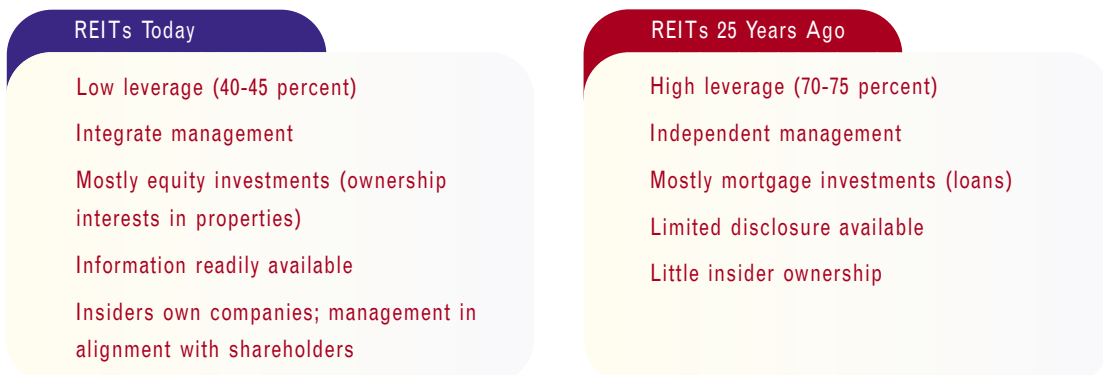 REITs Today
Low leverage (40-45 percent)
Integrate management
Mostly equity investments (ownership
interests in properties)
Information readily available
Insiders own companies; management in
alignment with shareholders
REITs 25 Years Ago
High leverage (70-75 percent)
Independent management
Mostly mortgage investments (loans)
Limited disclosure available
Little insider ownership